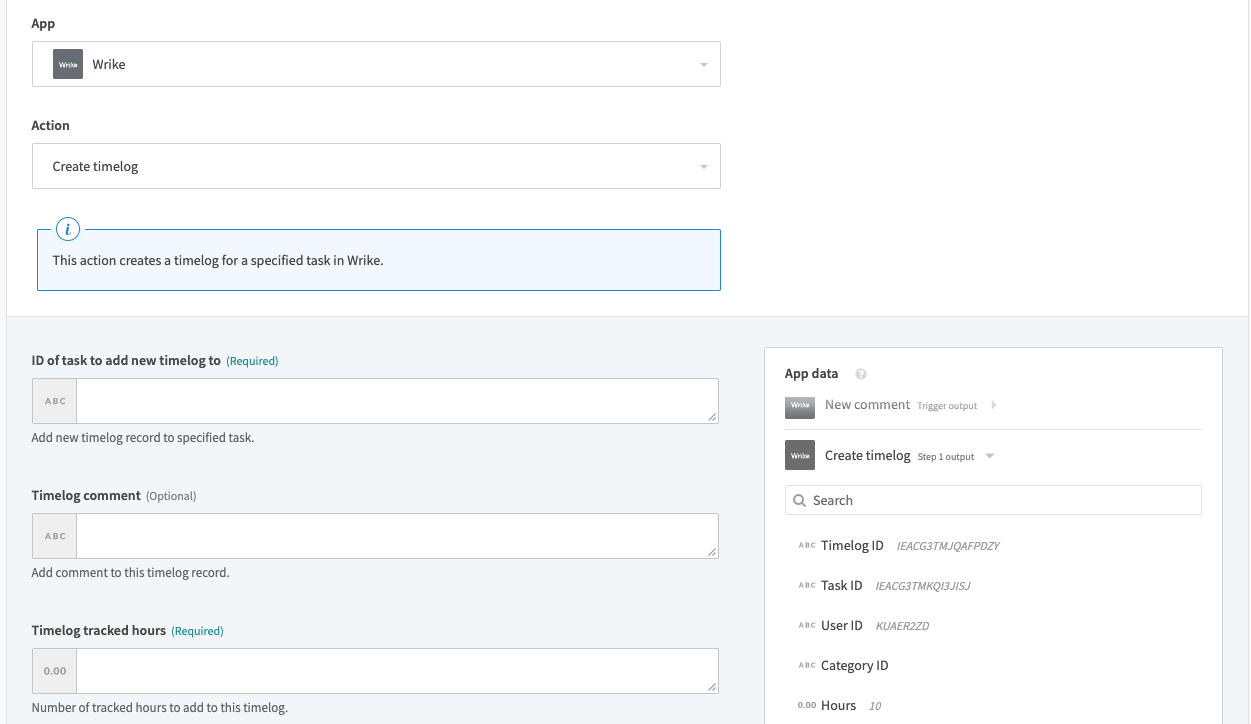 App
Wrike
Wrike
Action
Create timelog
i
This action creates a timelog for a specified task in Wrike.
ID of task to add new timelog to (Required)
ABC
Add new timelog record to specified task.
Timelog comment (Optional)
ABC
Add comment to this timelog record.
Timelog tracked hours (Required)
0.00
Number of tracked hours to add to this timelog.
App data ?
Wrike New comment Trigger output
Wrike Create timelog Step 1 output
Search
ABC Timelog ID IEACG3TMJQAFPDZY
ABC Task ID IEACG3TMKQI3JISJ
ABC User ID KUAER2ZD
ABC Category ID
0.00 Hours 10